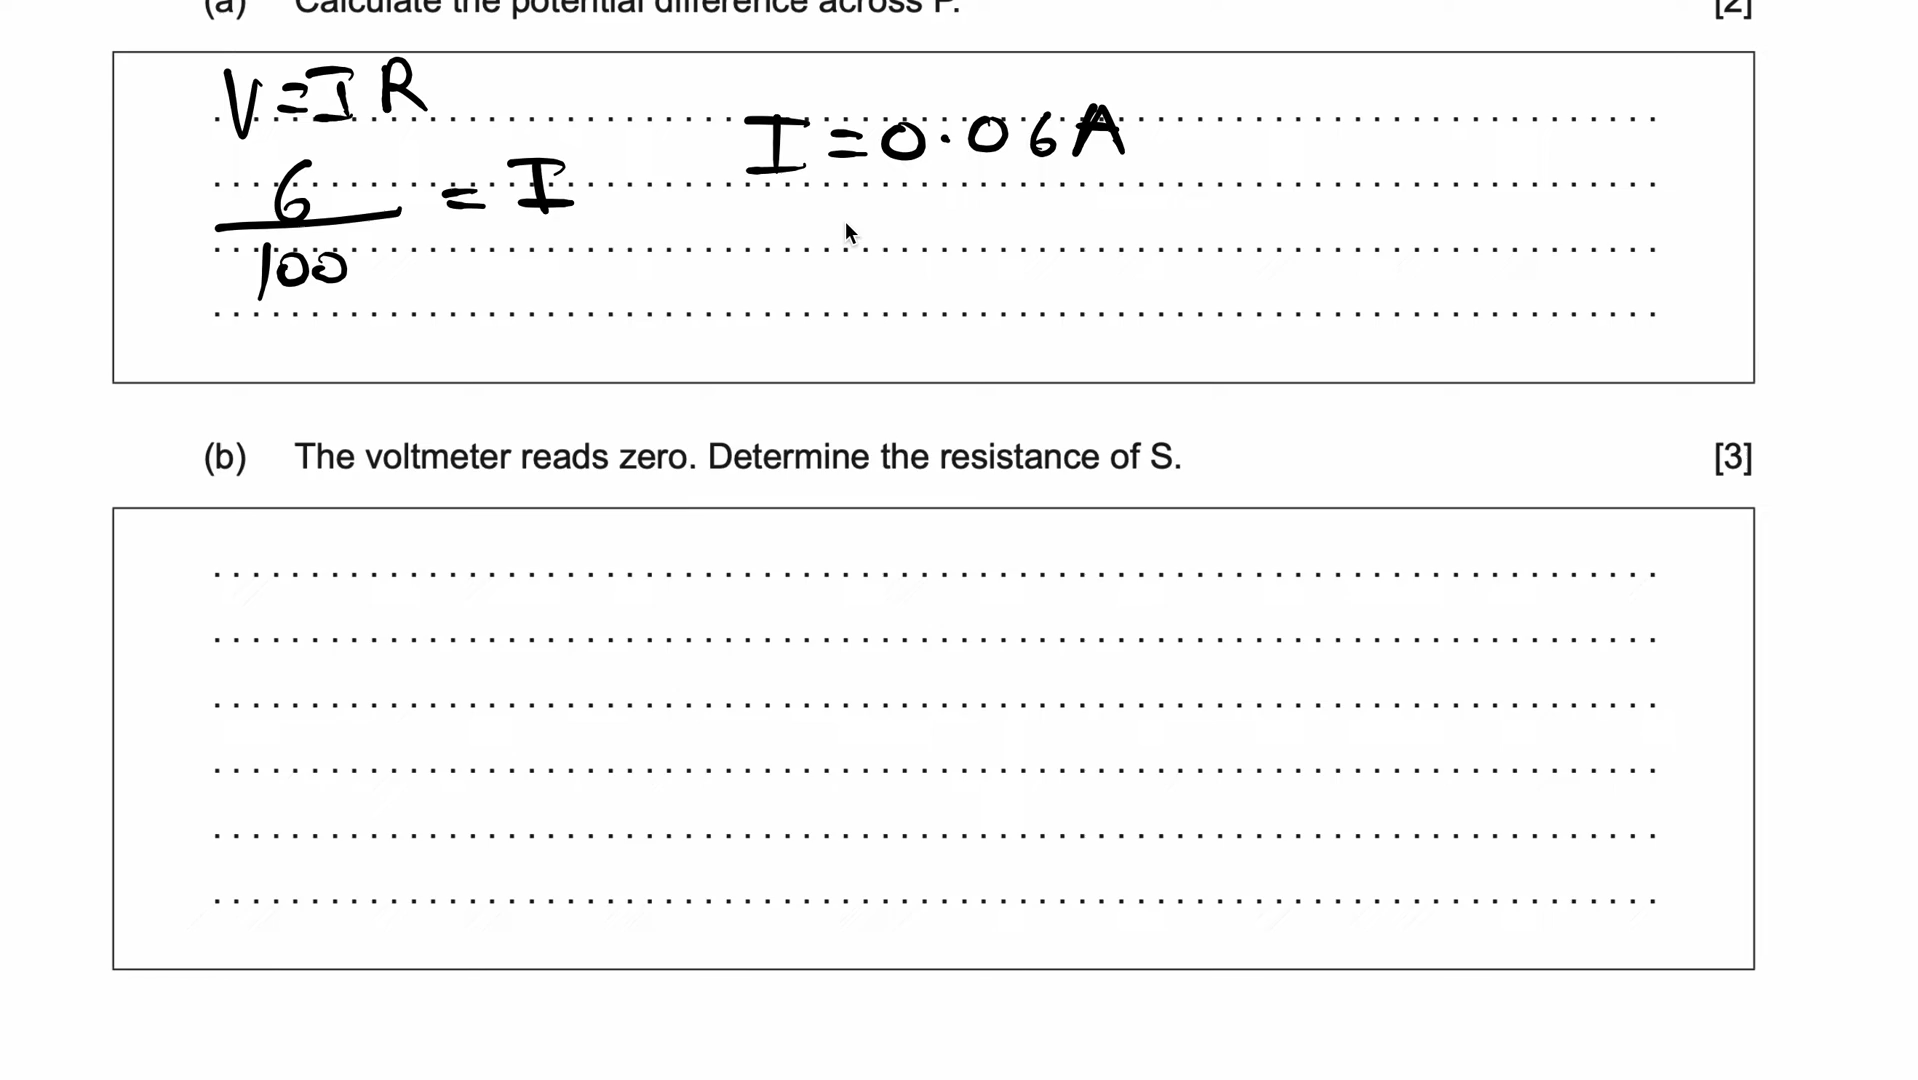 (a) Calculate the potential difference across P. [2]
V=IR
I=0.06A
6/100 = I
(b) The voltmeter reads zero. Determine the resistance of S. [3]